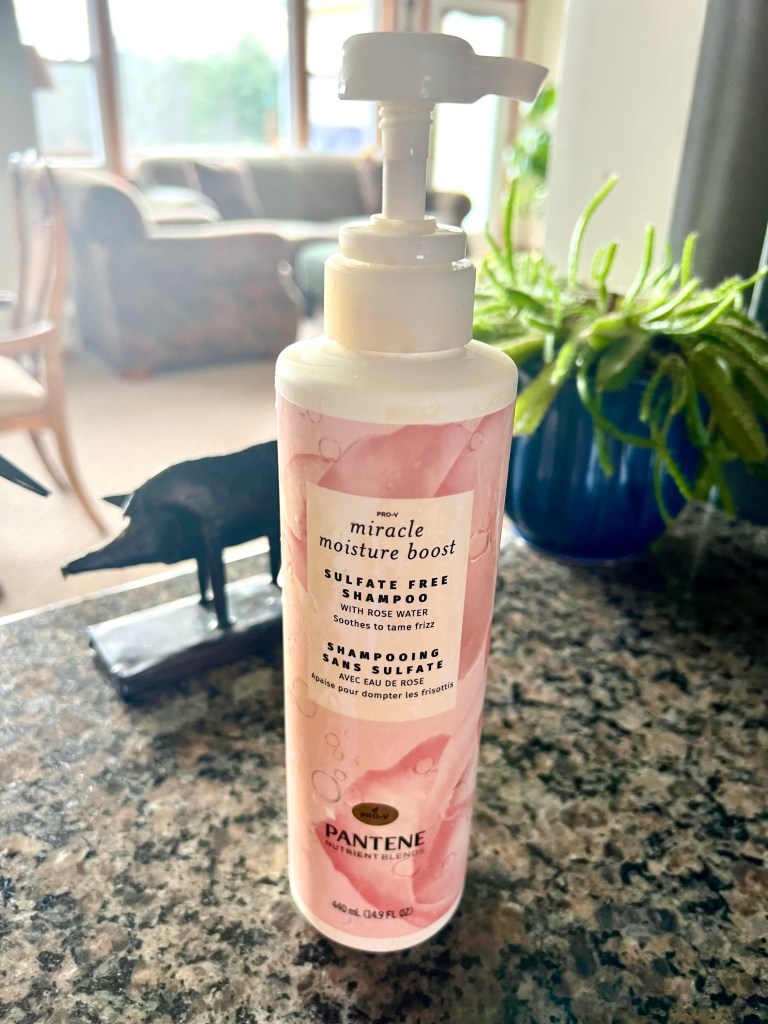 PRO-V
miracle
moisture boost
SULFATE FREE
SHAMPOO
WITH ROSE WATER
Soothes to tame frizz
SHAMPOOING
SANS SULFATE
AVEC EAU DE ROSE
Apaise pour dompter les frisottis
PRO-V
PANTENE
NUTRIENT BLENDS
440 mL (14.9 FL OZ)